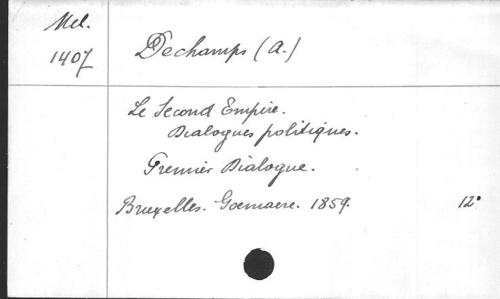 Mel.
1407
Dechamps (A.)
Le Second Empire.
Dialogues politiques.
Premier Dialogue.
Bruxelles. Goemaere. 1859. 12°